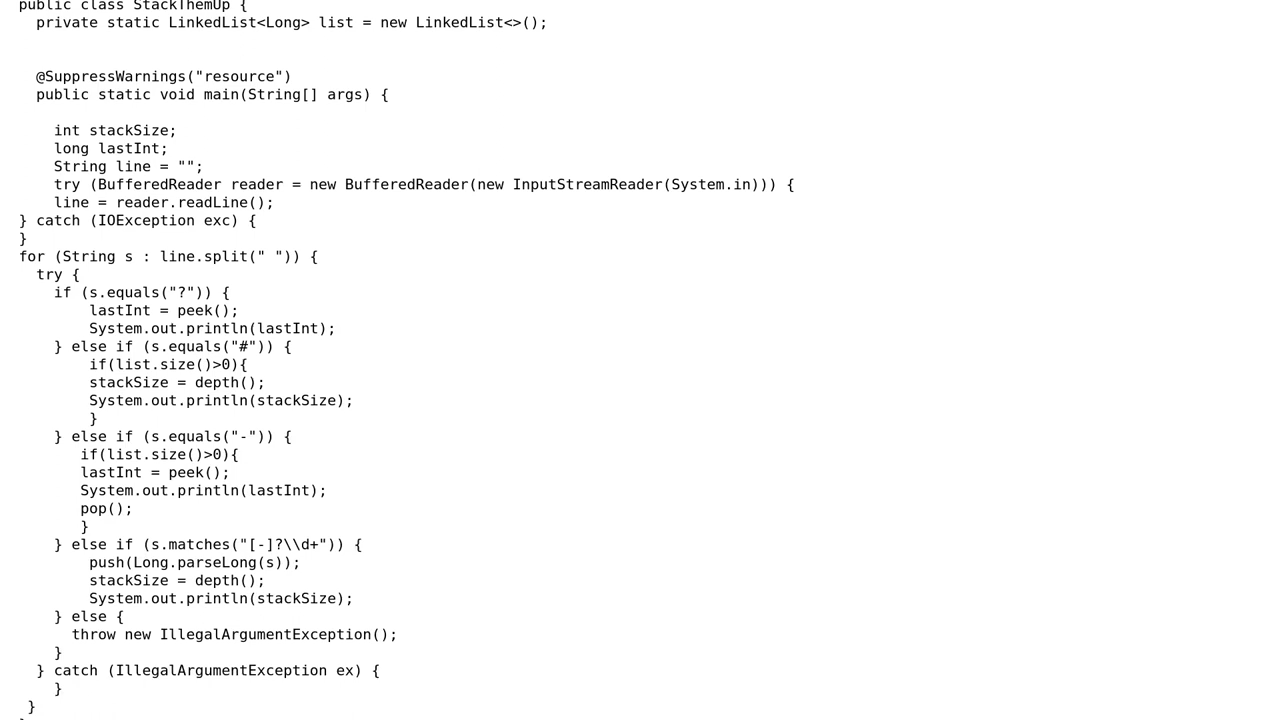 public class StackThemUp {
  private static LinkedList<Long> list = new LinkedList<>();


  @SuppressWarnings("resource")
  public static void main(String[] args) {

    int stackSize;
    long lastInt;
    String line = "";
    try (BufferedReader reader = new BufferedReader(new InputStreamReader(System.in))) {
    line = reader.readLine();
} catch (IOException exc) {
}
for (String s : line.split(" ")) {
  try {
    if (s.equals("?")) {
        lastInt = peek();
        System.out.println(lastInt);
    } else if (s.equals("#")) {
        if(list.size()>0){
        stackSize = depth();
        System.out.println(stackSize);
        }
    } else if (s.equals("-")) {
       if(list.size()>0){
       lastInt = peek();
       System.out.println(lastInt);
       pop();
       }
    } else if (s.matches("[-]?\\d+")) {
        push(Long.parseLong(s));
        stackSize = depth();
        System.out.println(stackSize);
    } else {
      throw new IllegalArgumentException();
    }
  } catch (IllegalArgumentException ex) {
    }
 }